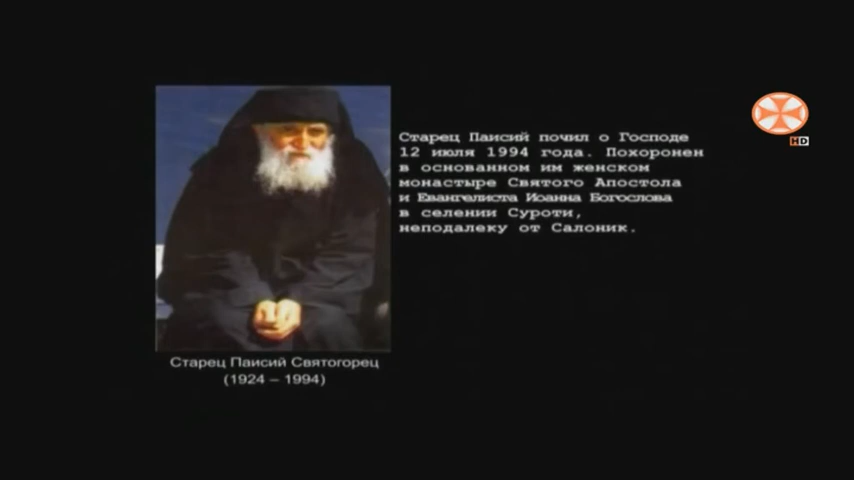 Старец Паисий почил о Господе
12 июля 1994 года. Похоронен
в основанном им женском
монастыре Святого Апостола
и Евангелиста Иоанна Богослова
в селении Суроти,
неподалеку от Салоник.
HD
Старец Паисий Святогорец
(1924 – 1994)